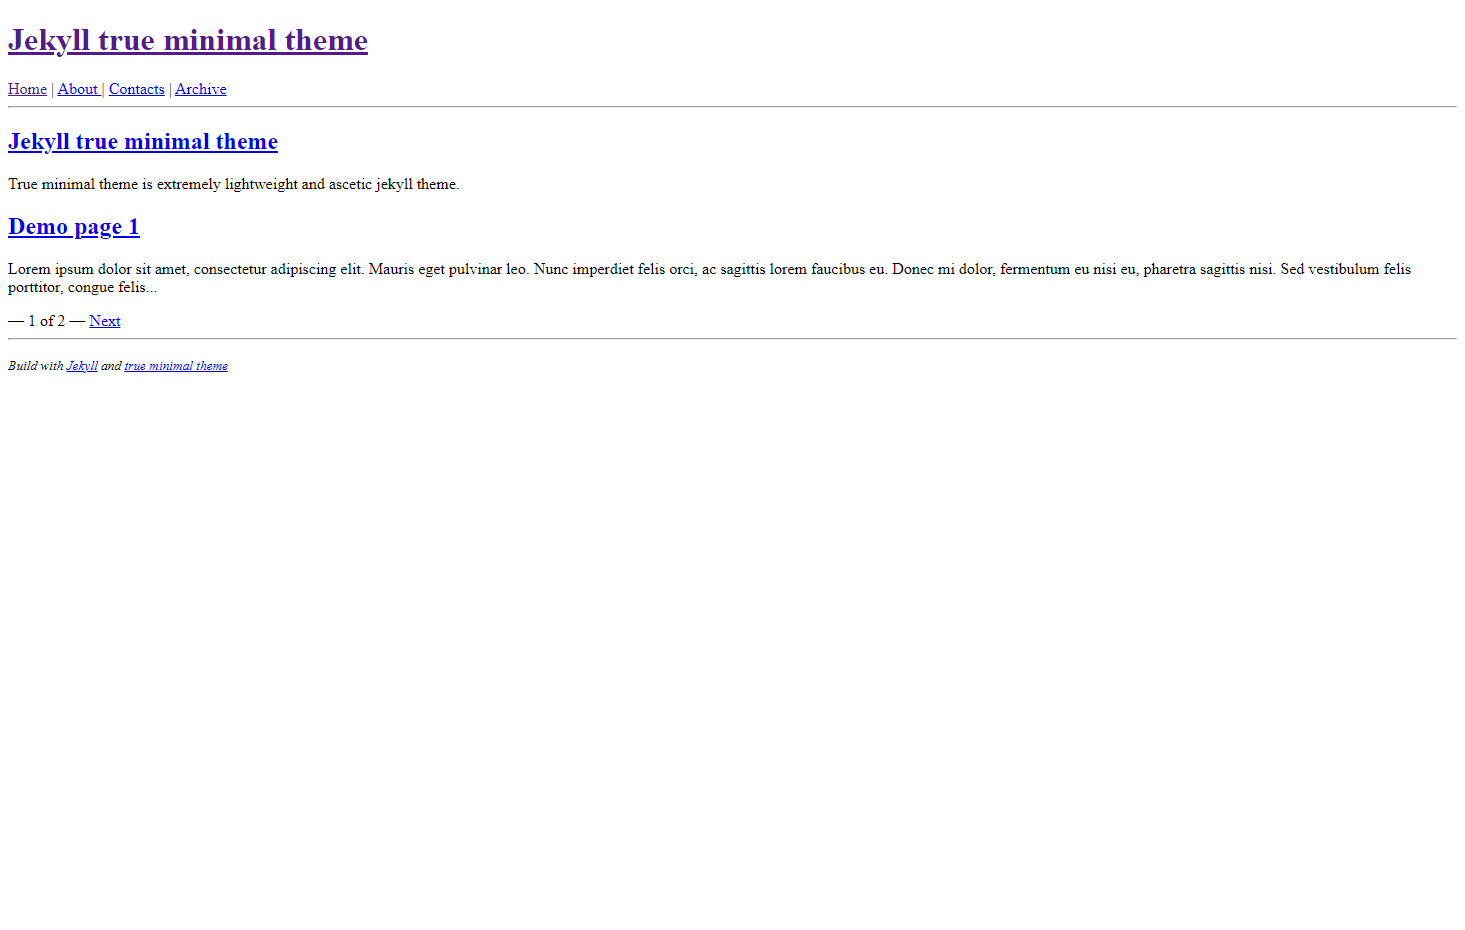 Jekyll true minimal theme
Home | About | Contacts | Archive
Jekyll true minimal theme
True minimal theme is extremely lightweight and ascetic jekyll theme.
Demo page 1
Lorem ipsum dolor sit amet, consectetur adipiscing elit. Mauris eget pulvinar leo. Nunc imperdiet felis orci, ac sagittis lorem faucibus eu. Donec mi dolor, fermentum eu nisi eu, pharetra sagittis nisi. Sed vestibulum felis
porttitor, congue felis...
— 1 of 2 — Next
Build with Jekyll and true minimal theme